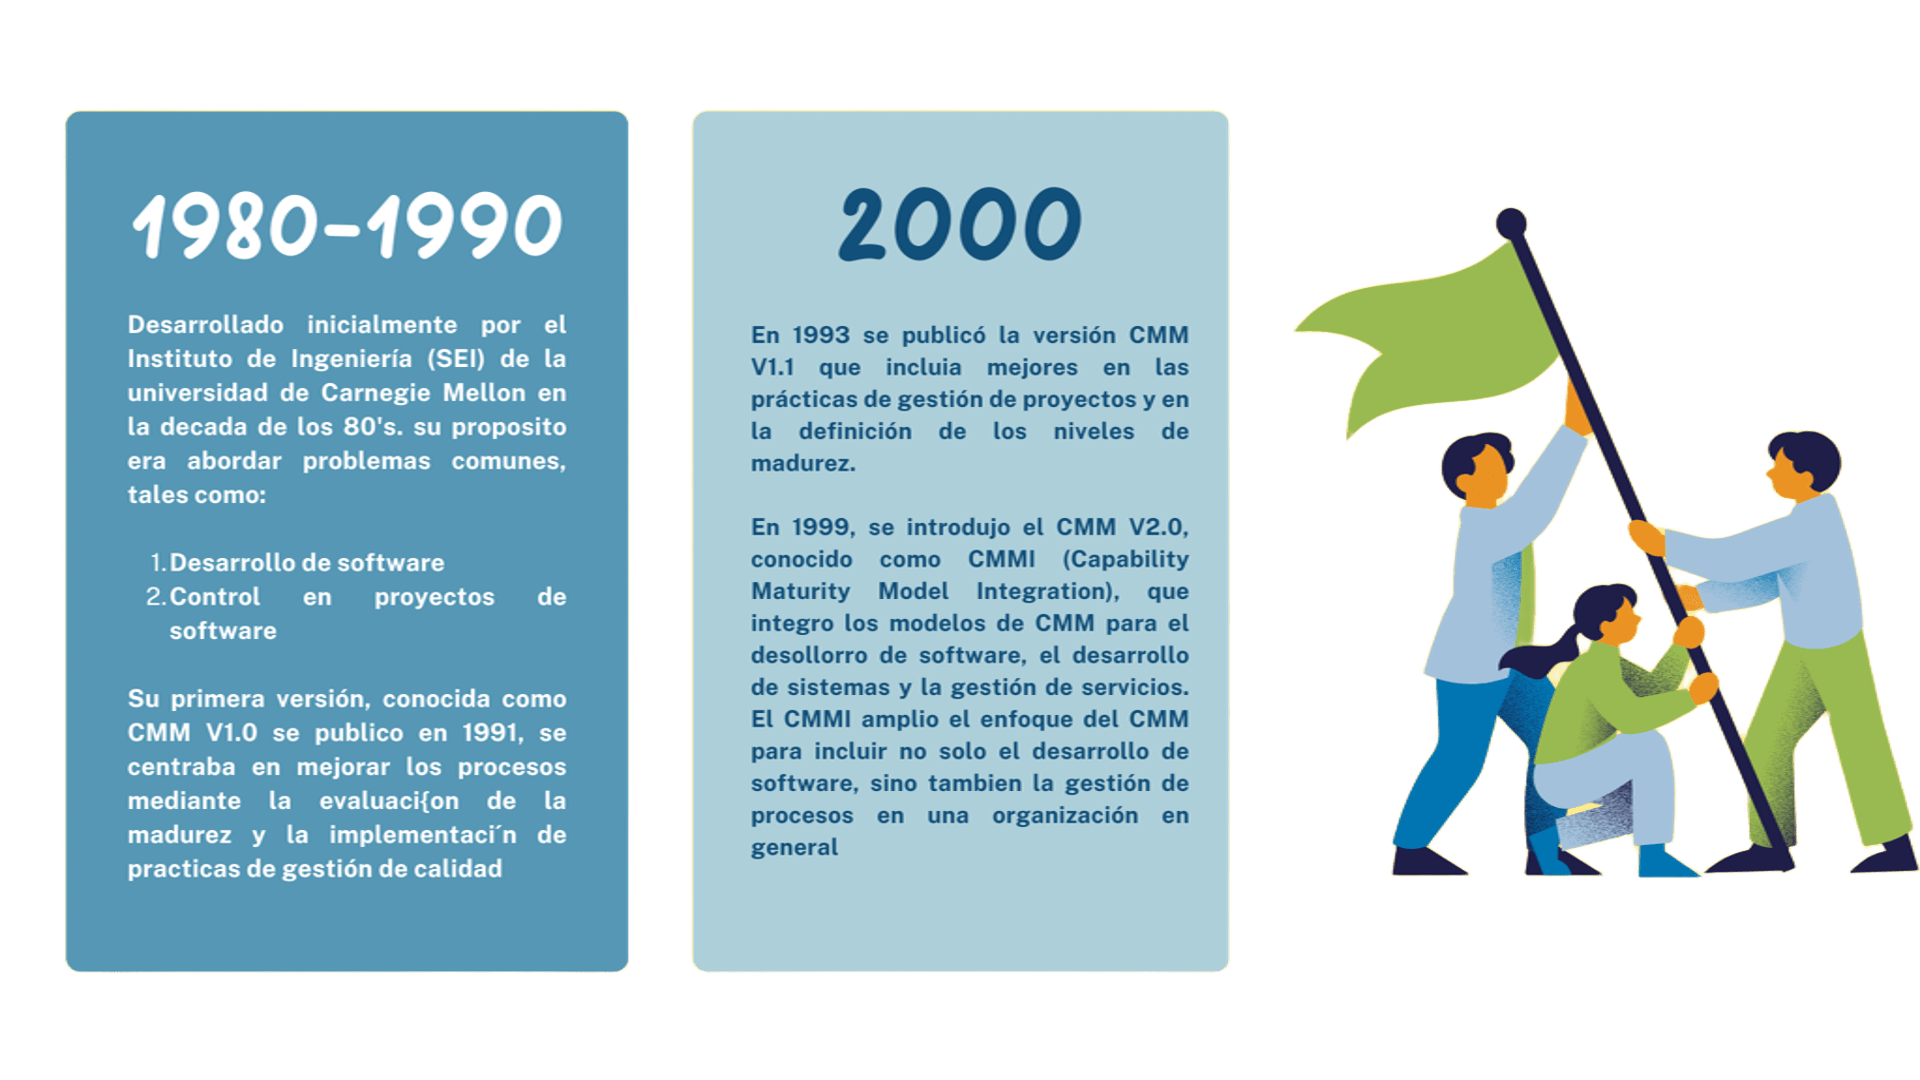 1980-1990
Desarrollado inicialmente por el
Instituto de Ingeniería (SEI) de la
universidad de Carnegie Mellon en
la decada de los 80's. su proposito
era abordar problemas comunes,
tales como:
1. Desarrollo de software
2. Control en proyectos de
software
Su primera versión, conocida como
CMM V1.0 se publico en 1991, se
centraba en mejorar los procesos
mediante la evaluaci{on de la
madurez y la implementaci´n de
practicas de gestión de calidad
2000
En 1993 se publicó la versión CMM
V1.1 que incluia mejores en las
prácticas de gestión de proyectos y en
la definición de los niveles de
madurez.
En 1999, se introdujo el CMM V2.0,
conocido como CMMI (Capability
Maturity Model Integration), que
integro los modelos de CMM para el
desollorro de software, el desarrollo
de sistemas y la gestión de servicios.
El CMMI amplio el enfoque del CMM
para incluir no solo el desarrollo de
software, sino tambien la gestión de
procesos en una organización en
general